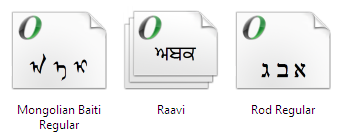 O
O
O
ਅਬਕ
אבג
Mongolian Baiti
Regular
Raavi
Rod Regular